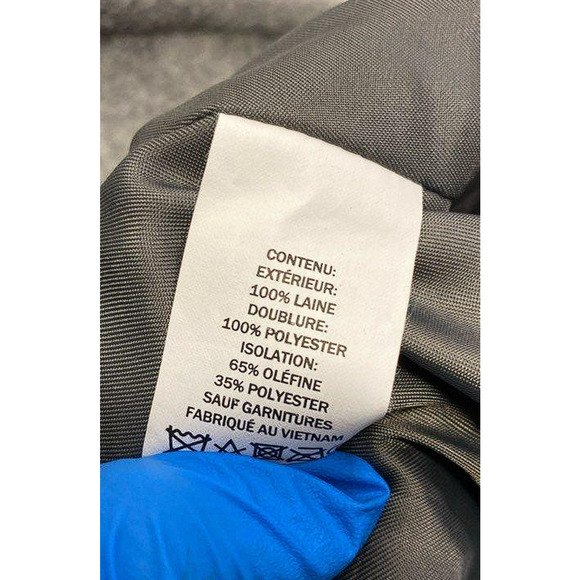 CONTENU:
EXTÉRIEUR:
100% LAINE
DOUBLURE:
100% POLYESTER
ISOLATION:
65% OLÉFINE
35% POLYESTER
SAUF GARNITURES
FABRIQUÉ AU VIETNAM